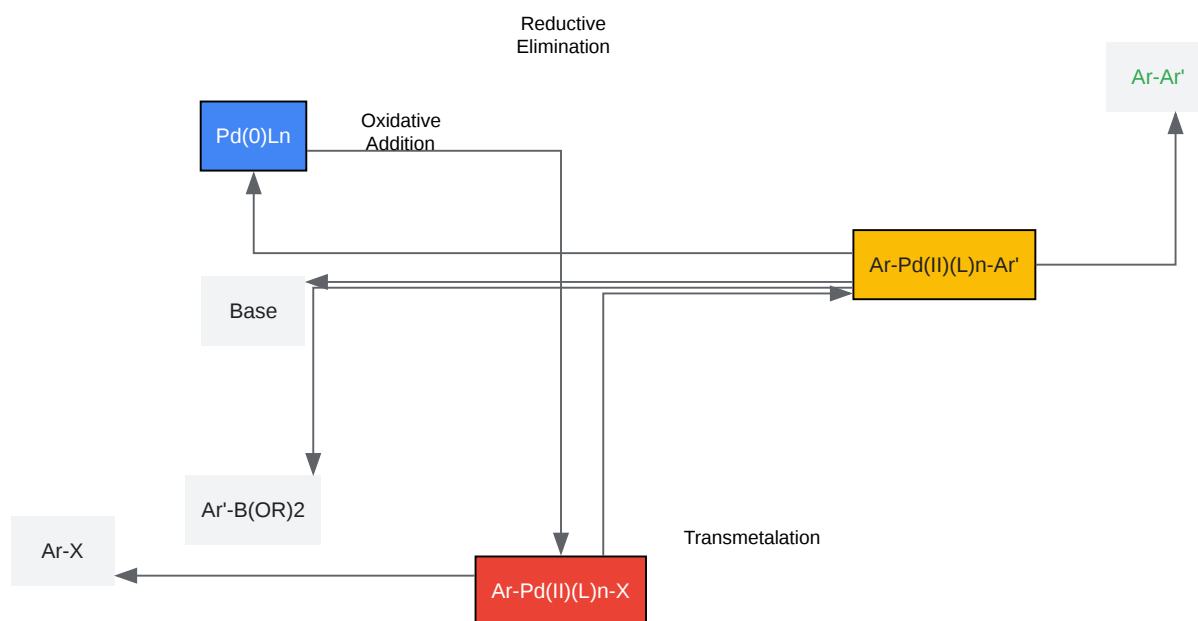 Reductive
Elimination
Ar-Ar'
Oxidative
Addition
Pd(0)Ln
Ar-Pd(II)(L)n-Ar'
Base
Ar'-B(OR)2
Ar-X
Transmetalation
Ar-Pd(II)(L)n-X